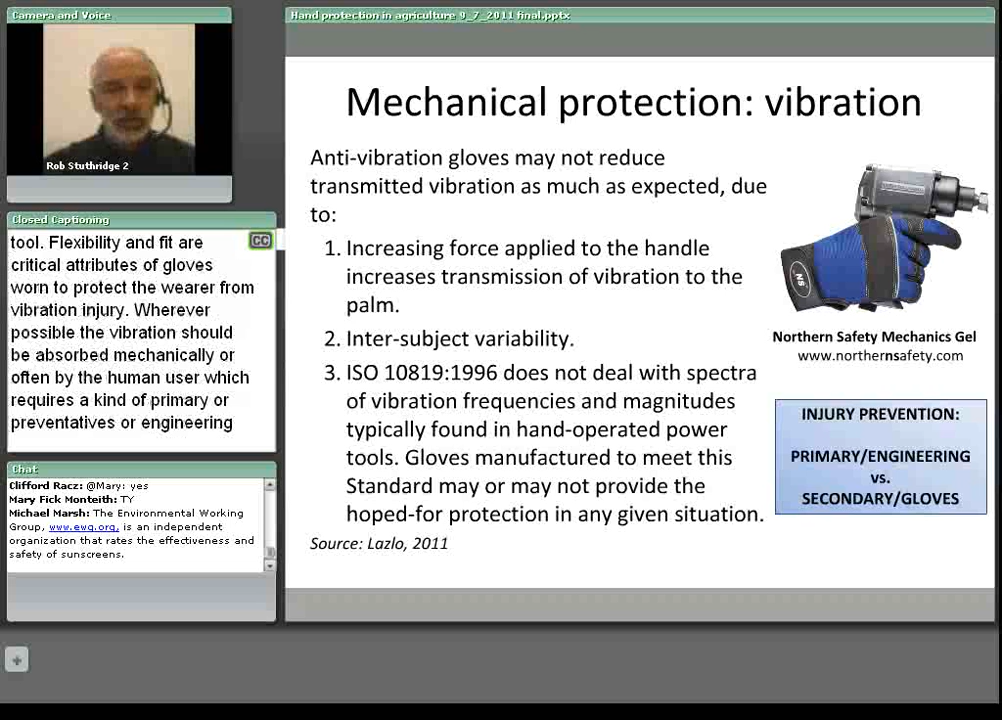 Camera and Voice
Rob Stuthridge 2
Closed Captioning
CC
tool. Flexibility and fit are
critical attributes of gloves
worn to protect the wearer from
vibration injury. Wherever
possible the vibration should
be absorbed mechanically or
often by the human user which
requires a kind of primary or
preventatives or engineering
Chat
Clifford Racz: @Mary: yes
Mary Fick Monteith: TY
Michael Marsh: The Environmental Working
Group, www.ewg.org, is an independent
organization that rates the effectiveness and
safety of sunscreens.
Hand protection in agriculture 9_7_2011 final.pptx
Mechanical protection: vibration
Anti-vibration gloves may not reduce
transmitted vibration as much as expected, due
to:
1. Increasing force applied to the handle
increases transmission of vibration to the
palm.
2. Inter-subject variability.
3. ISO 10819:1996 does not deal with spectra
of vibration frequencies and magnitudes
typically found in hand-operated power
tools. Gloves manufactured to meet this
Standard may or may not provide the
hoped-for protection in any given situation.
Source: Lazlo, 2011
NS
Northern Safety Mechanics Gel
www.northernsafety.com
INJURY PREVENTION:
PRIMARY/ENGINEERING
vs.
SECONDARY/GLOVES